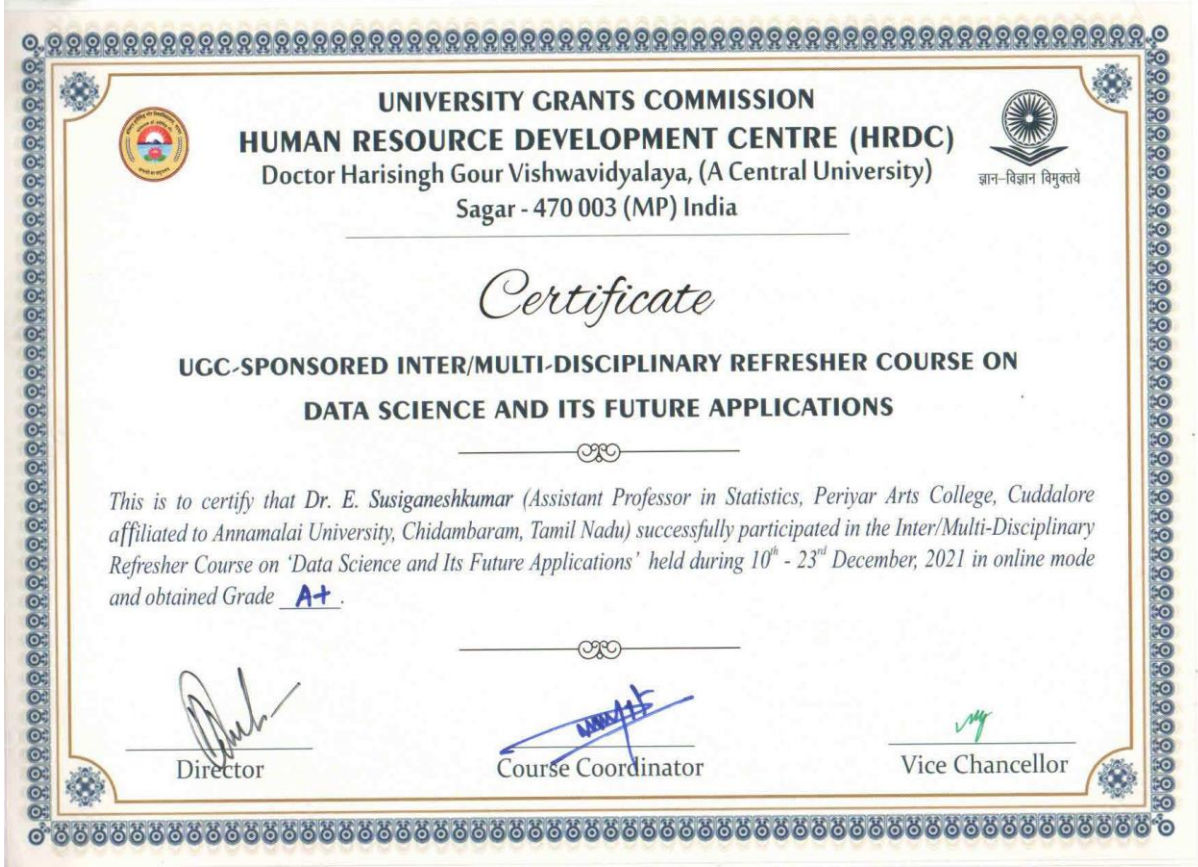 UNIVERSITY GRANTS COMMISSION
HUMAN RESOURCE DEVELOPMENT CENTRE (HRDC)
Doctor Harisingh Gour Vishwavidyalaya, (A Central University)
Sagar - 470 003 (MP) India
ज्ञान-विज्ञान विमुक्तये
Certificate
UGC-SPONSORED INTER/MULTI-DISCIPLINARY REFRESHER COURSE ON
DATA SCIENCE AND ITS FUTURE APPLICATIONS
This is to certify that Dr. E. Susiganeshkumar (Assistant Professor in Statistics, Periyar Arts College, Cuddalore
affiliated to Annamalai University, Chidambaram, Tamil Nadu) successfully participated in the Inter/Multi-Disciplinary
Refresher Course on 'Data Science and Its Future Applications' held during 10th - 23rd December, 2021 in online mode
and obtained Grade A+.
Director
Course Coordinator
Vice Chancellor